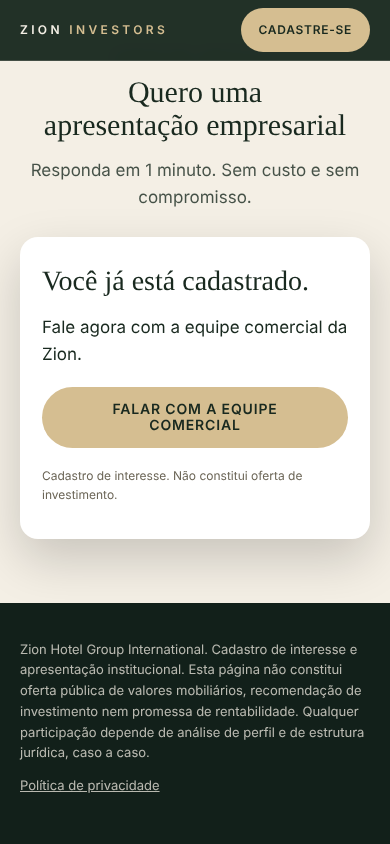 ZION INVESTORS
CADASTRE-SE
Quero uma
apresentação empresarial
Responda em 1 minuto. Sem custo e sem
compromisso.
Você já está cadastrado.
Fale agora com a equipe comercial da
Zion.
FALAR COM A EQUIPE
COMERCIAL
Cadastro de interesse. Não constitui oferta de
investimento.
Zion Hotel Group International. Cadastro de interesse e
apresentação institucional. Esta página não constitui
oferta pública de valores mobiliários, recomendação de
investimento nem promessa de rentabilidade. Qualquer
participação depende de análise de perfil e de estrutura
jurídica, caso a caso.
Política de privacidade